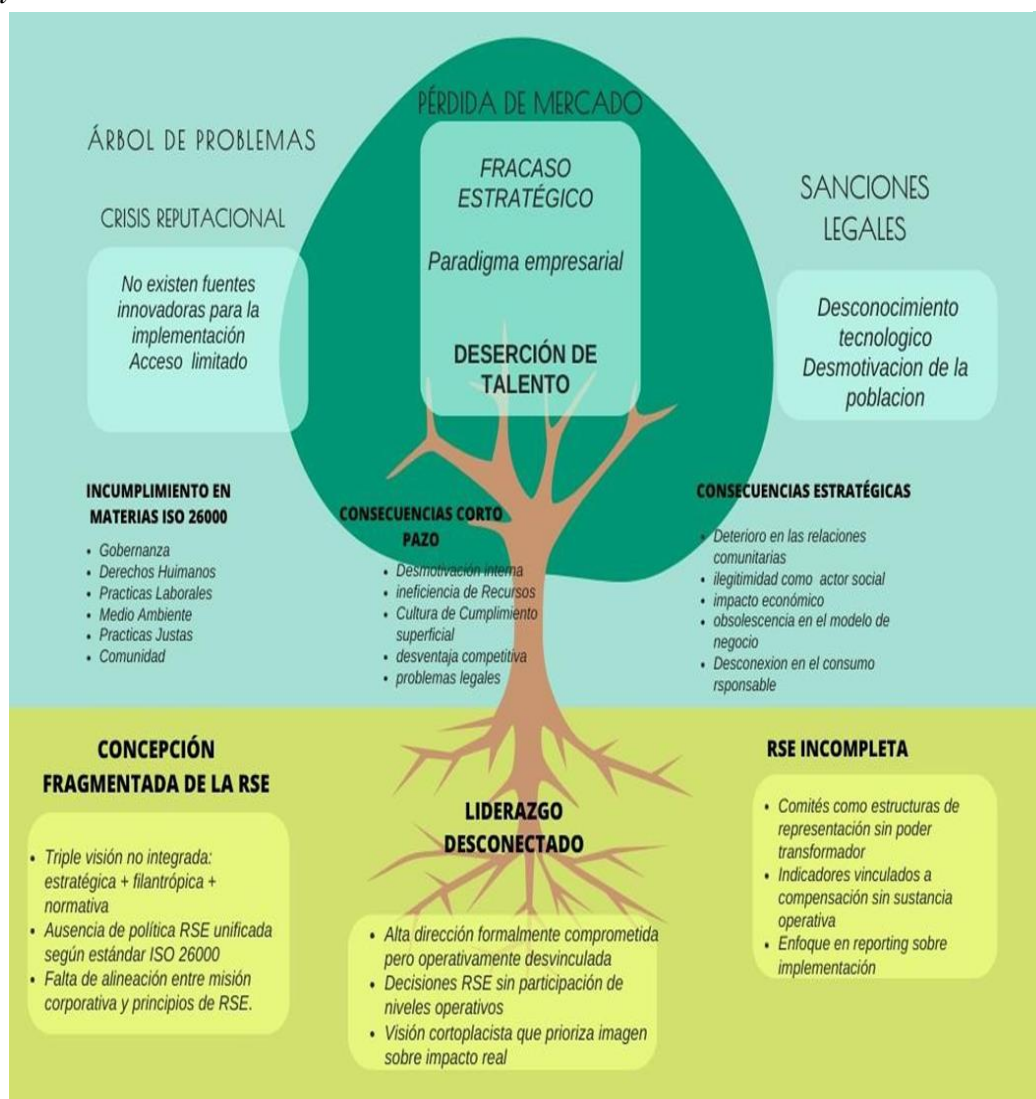 ÁRBOL DE PROBLEMAS
PÉRDIDA DE MERCADO
FRACASO
ESTRATÉGICO
Paradigma empresarial
DESERCIÓN DE
TALENTO
CRISIS REPUTACIONAL
No existen fuentes
innovadoras para la
implementación
Acceso limitado
SANCIONES
LEGALES
Desconocimiento
tecnologico
Desmotivacion de la
poblacion
INCUMPLIMIENTO EN
MATERIAS ISO 26000
• Gobernanza
• Derechos Huimanos
• Practicas Laborales
• Medio Ambiente
• Practicas Justas
• Comunidad
CONSECUENCIAS CORTO
PAZO
• Desmotivación interna
• ineficiencia de Recursos
• Cultura de Cumplimiento
superficial
• desventaja competitiva
• problemas legales
CONSECUENCIAS ESTRATÉGICAS
• Deterioro en las relaciones
comunitarias
• ilegitimidad como actor social
• impacto económico
• obsolescencia en el modelo de
negocio
• Desconexion en el consumo
rsponsable
CONCEPCIÓN
FRAGMENTADA DE LA RSE
• Triple visión no integrada:
estratégica + filantrópica +
normativa
• Ausencia de política RSE unificada
según estándar ISO 26000
• Falta de alineación entre misión
corporativa y principios de RSE.
LIDERAZGO
DESCONECTADO
• Alta dirección formalmente comprometida
pero operativamente desvinculada
• Decisiones RSE sin participación de
niveles operativos
• Visión cortoplacista que prioriza imagen
sobre impacto real
RSE INCOMPLETA
• Comités como estructuras de
representación sin poder
transformador
• Indicadores vinculados a
compensación sin sustancia
operativa
• Enfoque en reporting sobre
implementación